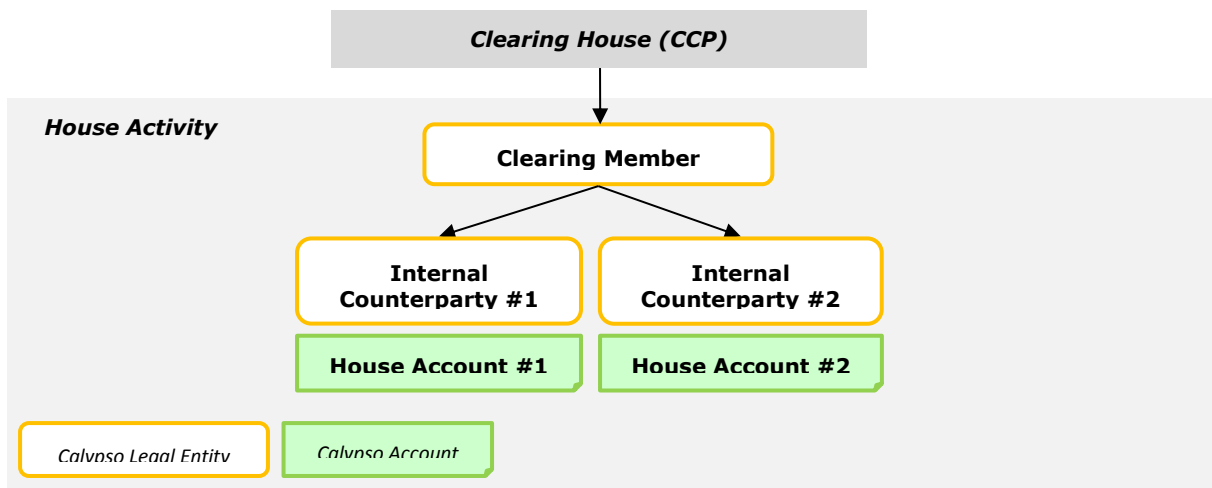 Clearing House (CCP)
House Activity
Clearing Member
Internal
Counterparty #1
Internal
Counterparty #2
House Account #1
House Account #2
Calypso Legal Entity
Calypso Account